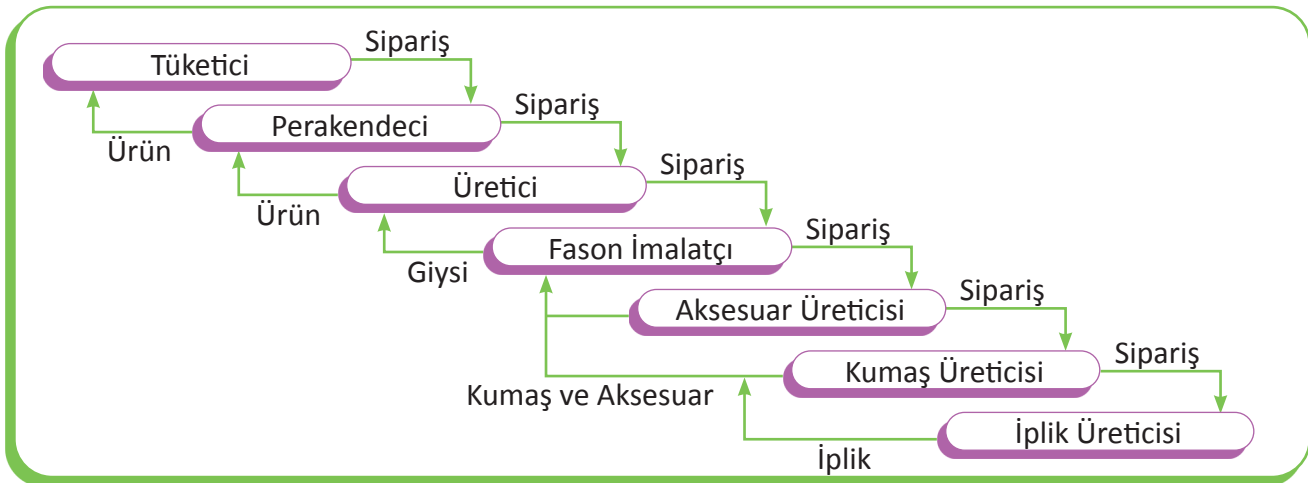 Sipariş
Tüketici
Sipariş
Perakendeci
Ürün
Sipariş
Üretici
Ürün
Sipariş
Fason İmalatçı
Giysi
Sipariş
Aksesuar Üreticisi
Sipariş
Kumaş Üreticisi
Kumaş ve Aksesuar
İplik Üreticisi
İplik